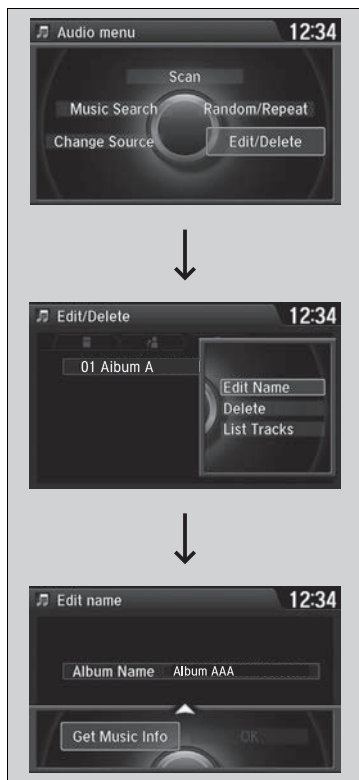 Audio menu 12:34
Scan
Music Search Random/Repeat
Change Source Edit/Delete
Edit/Delete 12:34
01 Aibum A
Edit Name
Delete
List Tracks
Edit name 12:34
Album Name Album AAA
Get Music Info OK